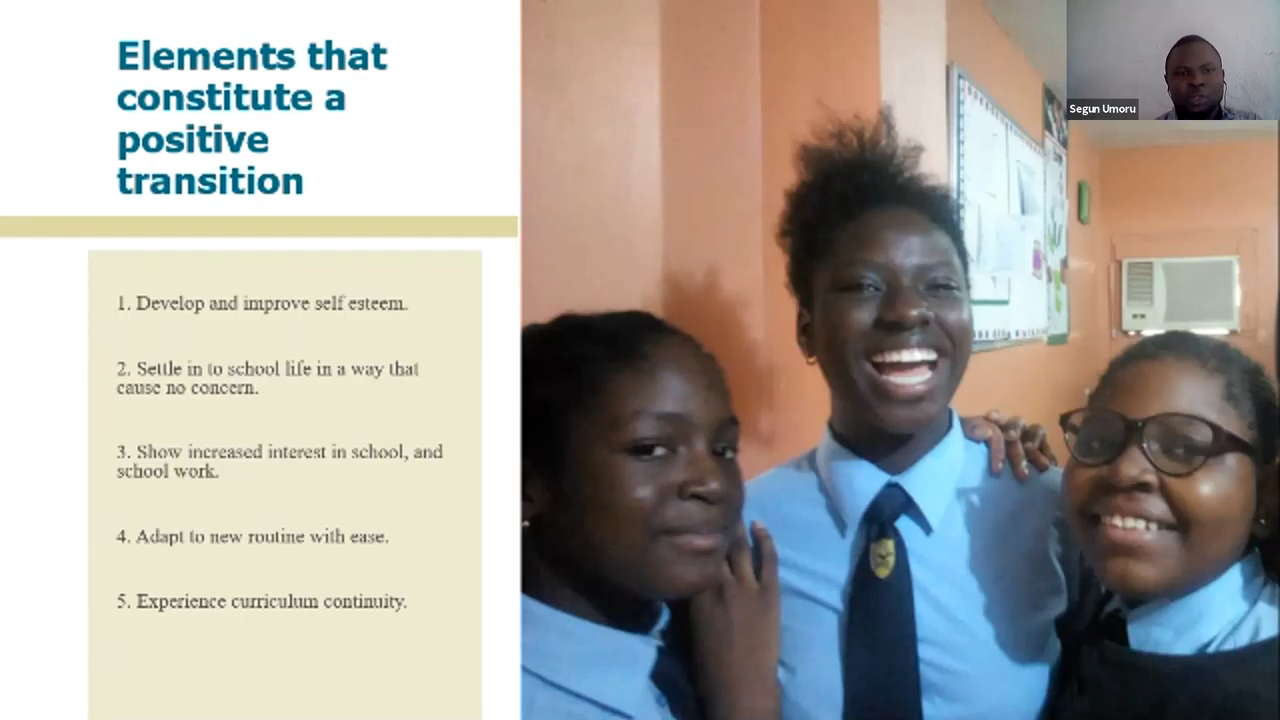 Elements that
constitute a
positive
transition
1. Develop and improve self esteem.
2. Settle in to school life in a way that
cause no concern.
3. Show increased interest in school, and
school work.
4. Adapt to new routine with ease.
5. Experience curriculum continuity.
Segun Umoru